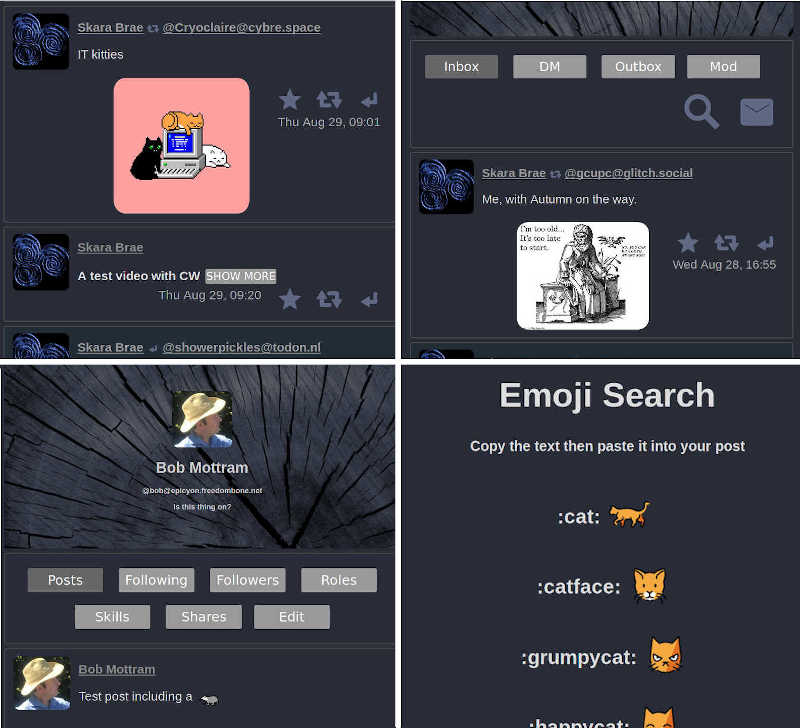 Skara Brae @Cryoclaire@cybre.space
IT kitties
Thu Aug 29, 09:01
Skara Brae
A test video with CW SHOW MORE
Thu Aug 29, 09:20
Skara Brae @showerpickles@todon.nl
Inbox DM Outbox Mod
Skara Brae @gcupc@glitch.social
Me, with Autumn on the way.
I'm too old...
It's too late
to start.
Wed Aug 28, 16:55
Bob Mottram
@bob@epicyon.freedombone.net
Is this thing on?
Posts Following Followers Roles
Skills Shares Edit
Bob Mottram
Test post including a
Emoji Search
Copy the text then paste it into your post
:cat:
:catface:
:grumpycat:
:happycat: